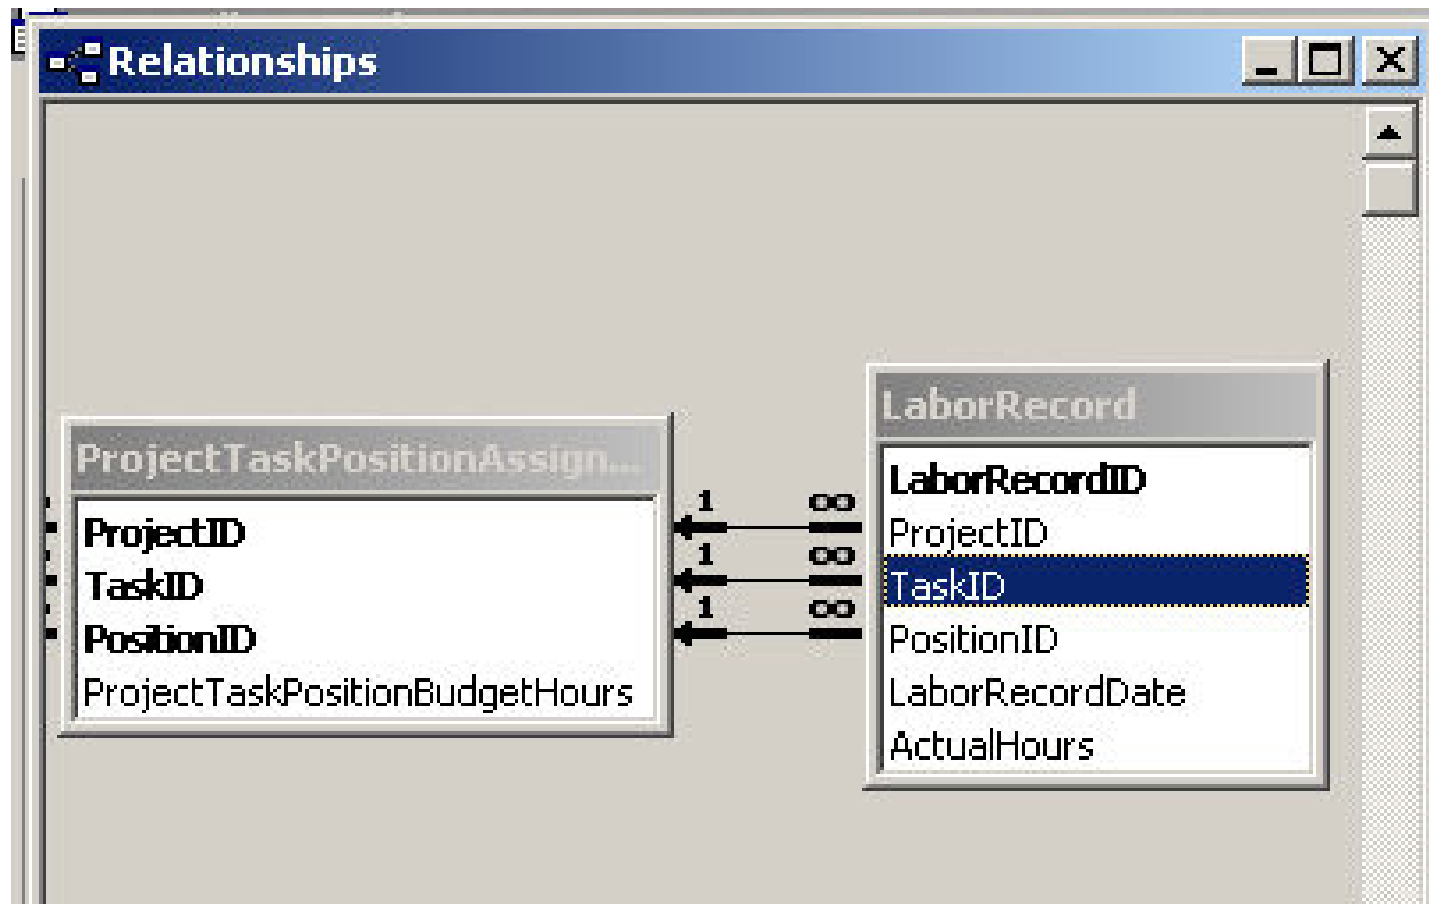 Relationships
ProjectTaskPositionAssign...
ProjectID
TaskID
PositionID
ProjectTaskPositionBudgetHours
1 ∞
1 ∞
1 ∞
LaborRecord
LaborRecordID
ProjectID
TaskID
PositionID
LaborRecordDate
ActualHours